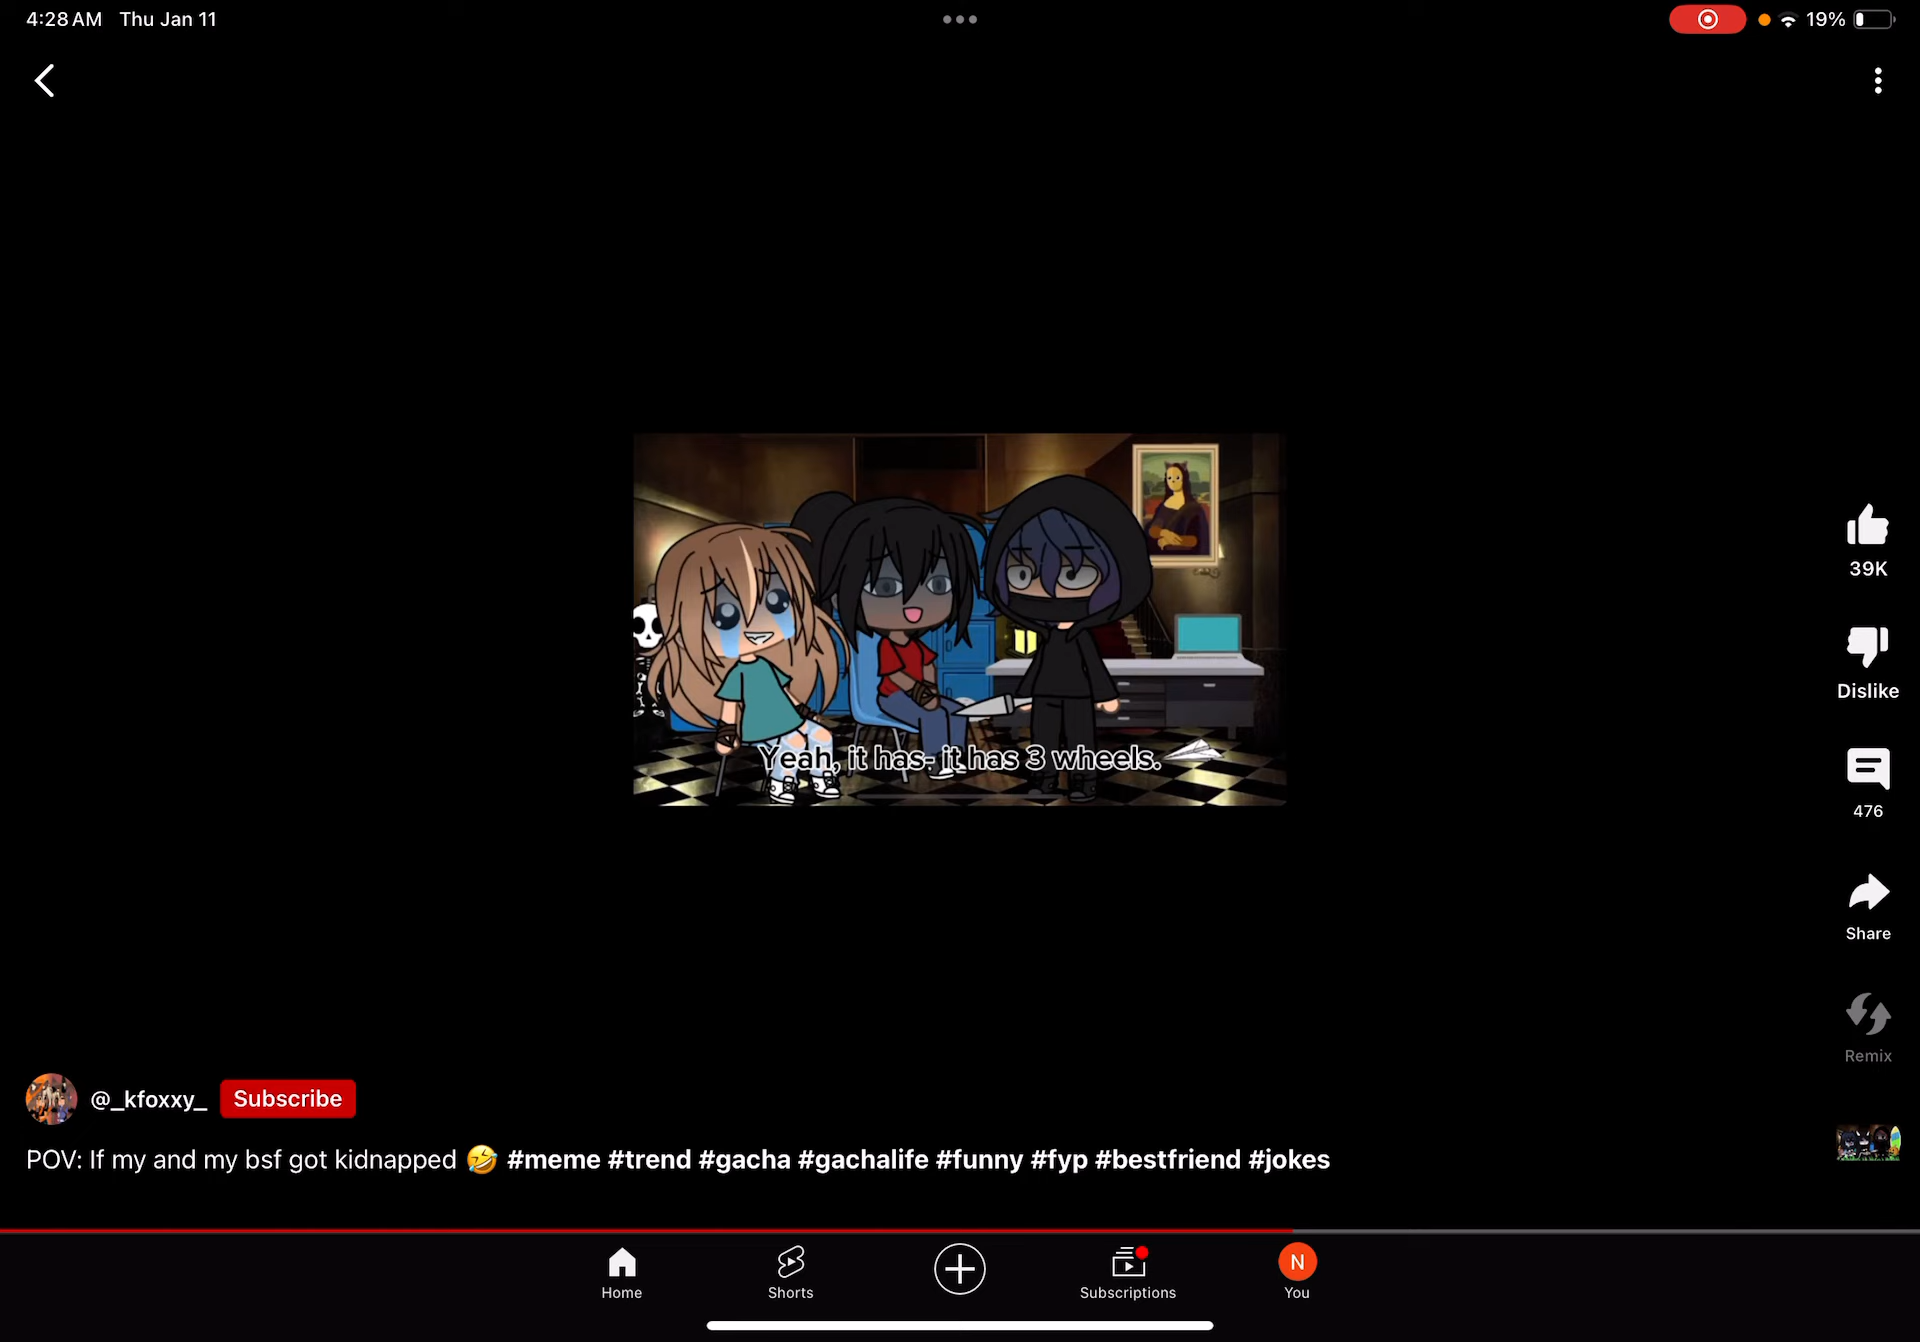 4:28 AM Thu Jan 11
19%
39K
Dislike
Yeah, it has- it has 3 wheels.
476
Share
Remix
@_kfoxxy_ Subscribe
POV: If my and my bsf got kidnapped 🤣 #meme #trend #gacha #gachalife #funny #fyp #bestfriend #jokes
N
Home Shorts Subscriptions You